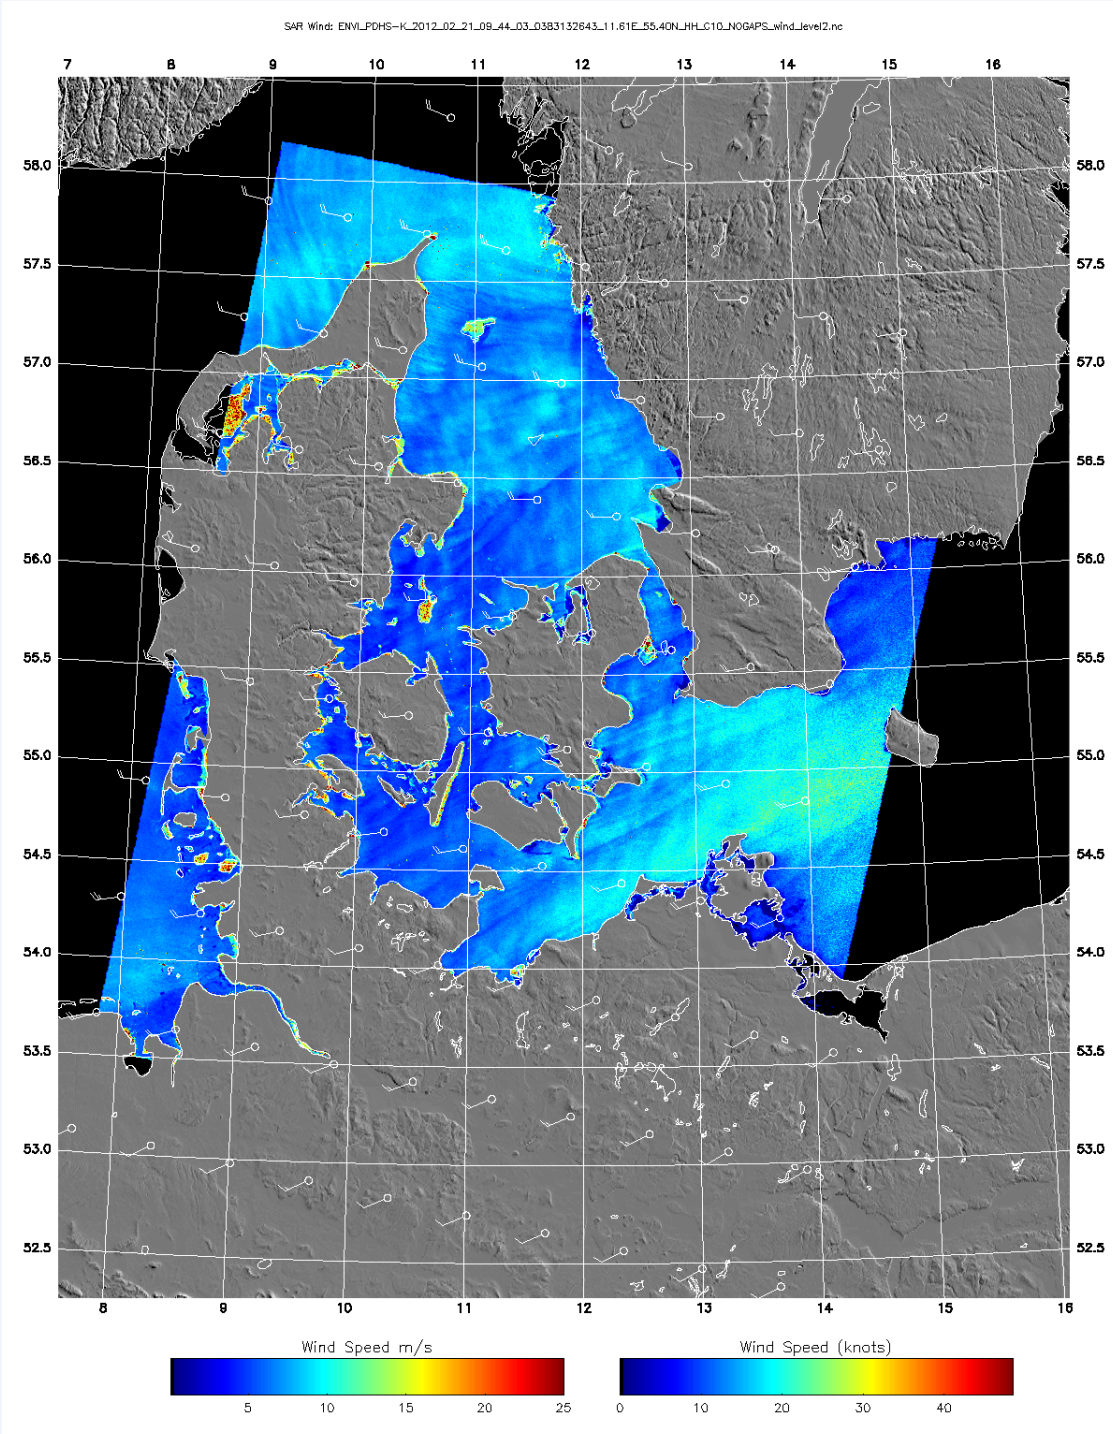 SAR Wind: ENVI_PDHS-K_2012_02_21_09_44_03_03B3132643_11.61E_55.40N_HH_C10_NOGAPS_wind_level2.nc
7 8 9 10 11 12 13 14 15 16
58.0 58.0
57.5 57.5
57.0 57.0
56.5 56.5
56.0 56.0
55.5 55.5
55.0 55.0
54.5 54.5
54.0 54.0
53.5 53.5
53.0 53.0
52.5 52.5
8 9 10 11 12 13 14 15 16
Wind Speed m/s Wind Speed (knots)
5 10 15 20 25 0 10 20 30 40